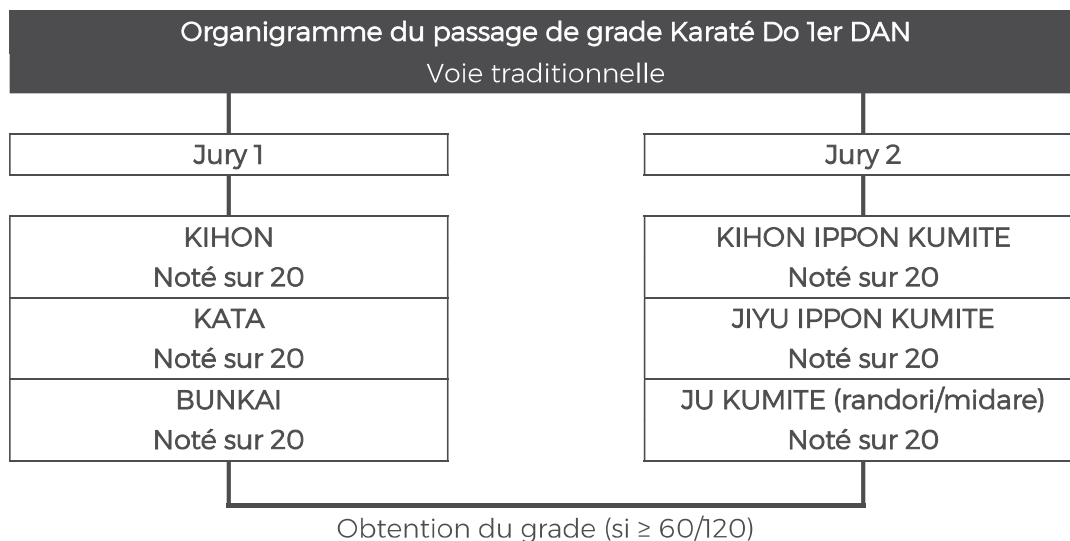 Organigramme du passage de grade Karaté Do 1er DAN
Voie traditionnelle
Jury 1
KIHON
Noté sur 20
KATA
Noté sur 20
BUNKAI
Noté sur 20
Jury 2
KIHON IPPON KUMITE
Noté sur 20
JIYU IPPON KUMITE
Noté sur 20
JU KUMITE (randori/midare)
Noté sur 20
Obtention du grade (si ≥ 60/120)